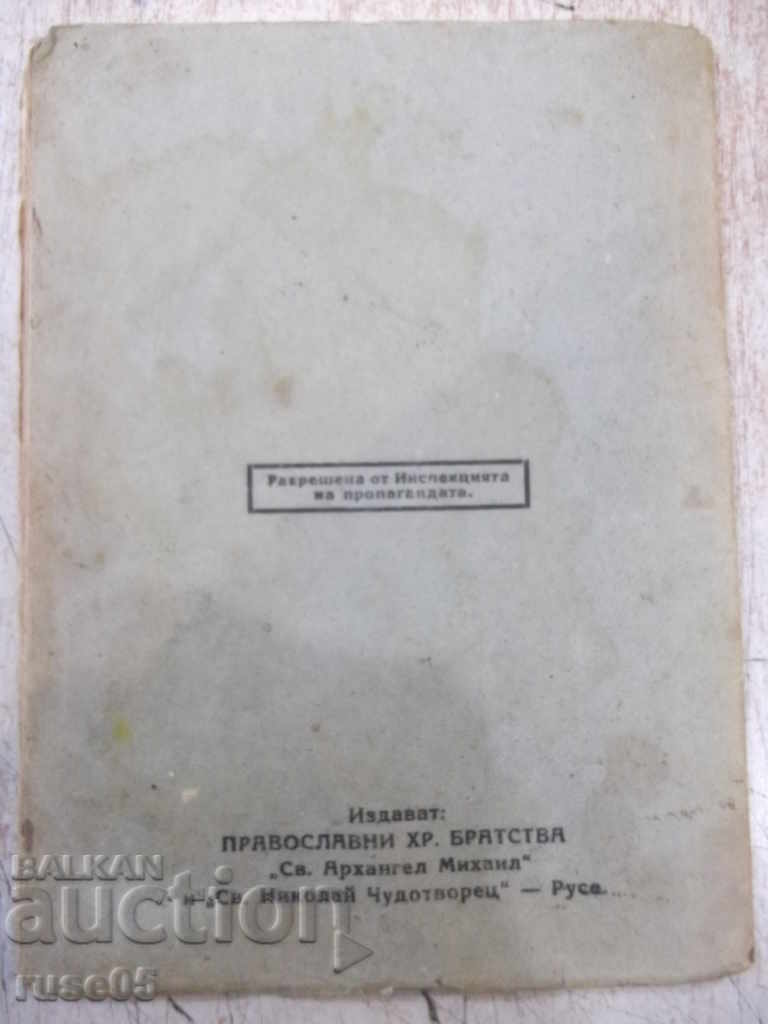 Разрешена от Инспекцията
на пропагандата.
Издават:
ПРАВОСЛАВНИ ХР. БРАТСТВА
„Св. Архангел Михаил"
и „Св. Николай Чудотворец" — Русе
BALKAN
auction
ruse05